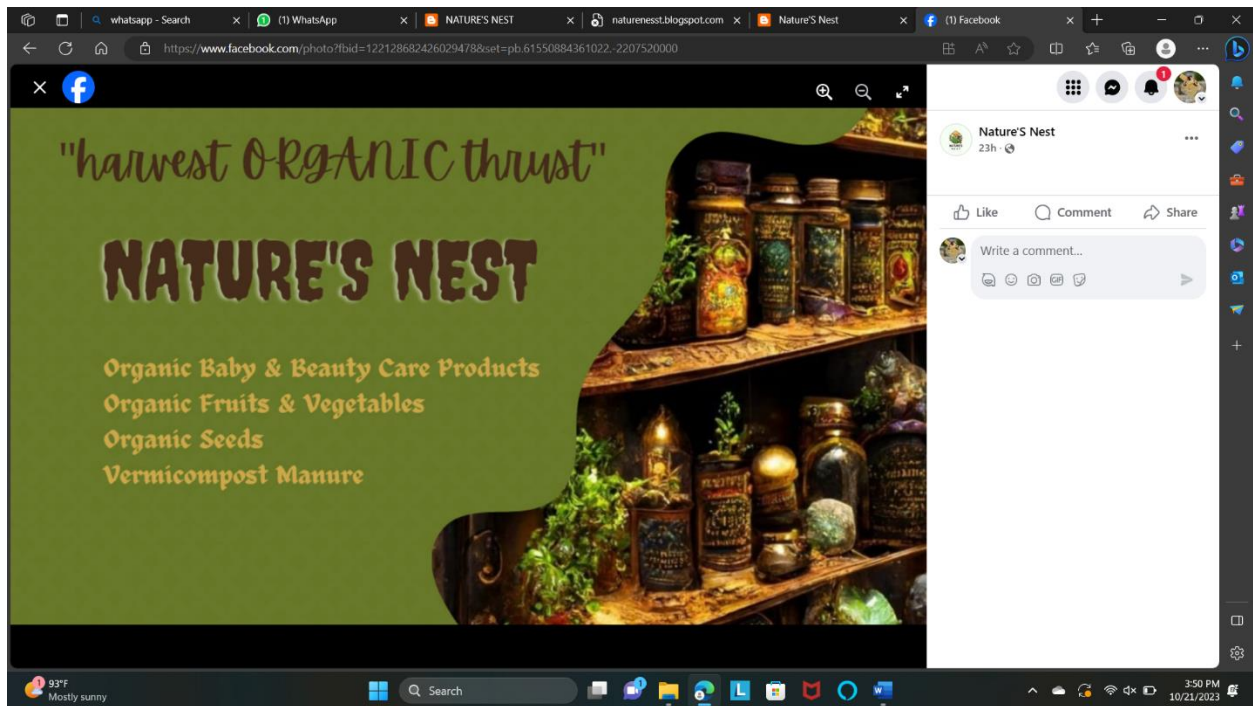 whatsapp - Search
(1) WhatsApp
NATURE'S NEST
naturenesst.blogspot.com
Nature'S Nest
(1) Facebook
https://www.facebook.com/photo?fbid=122128682426029478&set=pb.61550884361022.-2207520000
"harvest ORgANIC thrust"
NATURE'S NEST
Organic Baby & Beauty Care Products
Organic Fruits & Vegetables
Organic Seeds
Vermicompost Manure
1
Nature'S Nest
23h
Like
Comment
Share
Write a comment...
GIF
1
93°F
Mostly sunny
Search
3:50 PM
10/21/2023